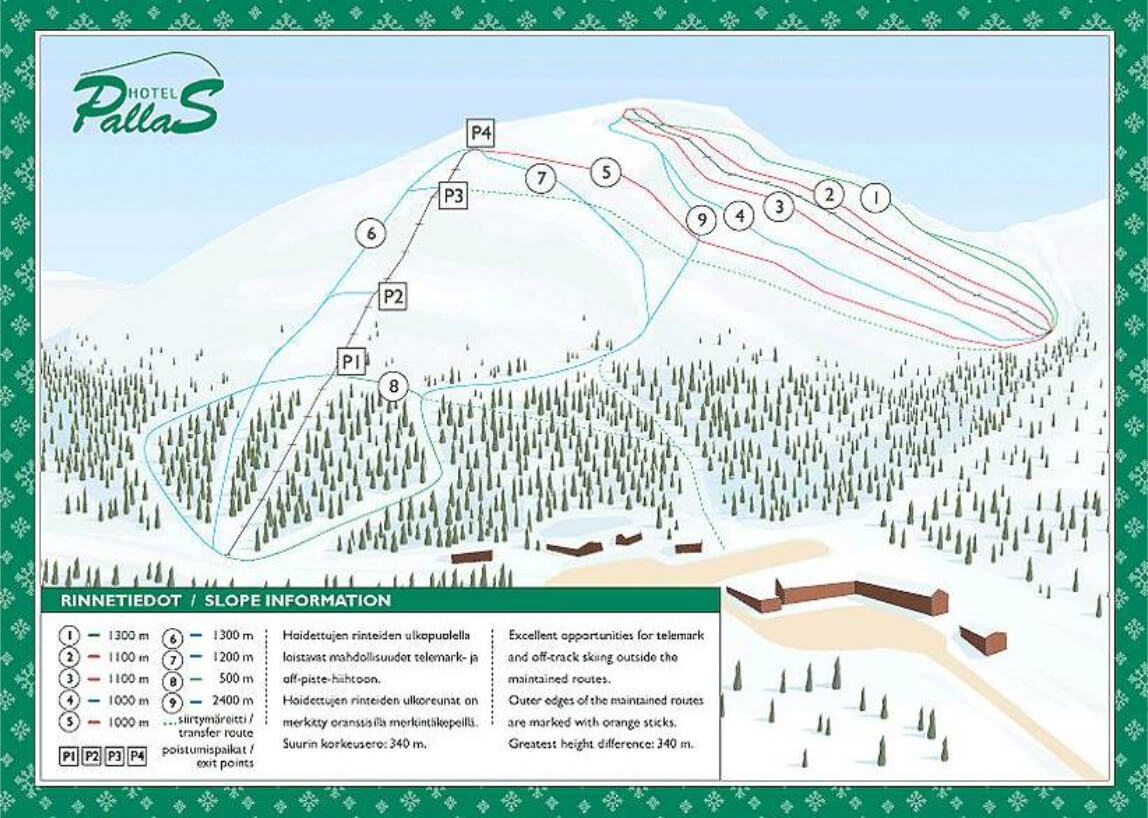 HOTEL
PallaS
P4
P3
P2
P1
6
7
5
9
4
3
2
1
8
RINNETIEDOT / SLOPE INFORMATION
1 1300 m
2 1100 m
3 1100 m
4 1000 m
5 1000 m
P1 P2 P3 P4
6 1300 m
7 1200 m
8 500 m
9 2400 m
siirtymäreitti /
transfer route
poistumispaikat /
exit points
Hoidettujen rinteiden ulkopuolella
loistavat mahdollisuudet telemark- ja
off-piste-hiihtoon.
Hoidettujen rinteiden ulkoreunat on
merkitty oranssisilla merkintäkepeillä.
Suurin korkeusero: 340 m.
Excellent opportunities for telemark
and off-track skiing outside the
maintained routes.
Outer edges of the maintained routes
are marked with orange sticks.
Greatest height difference: 340 m.